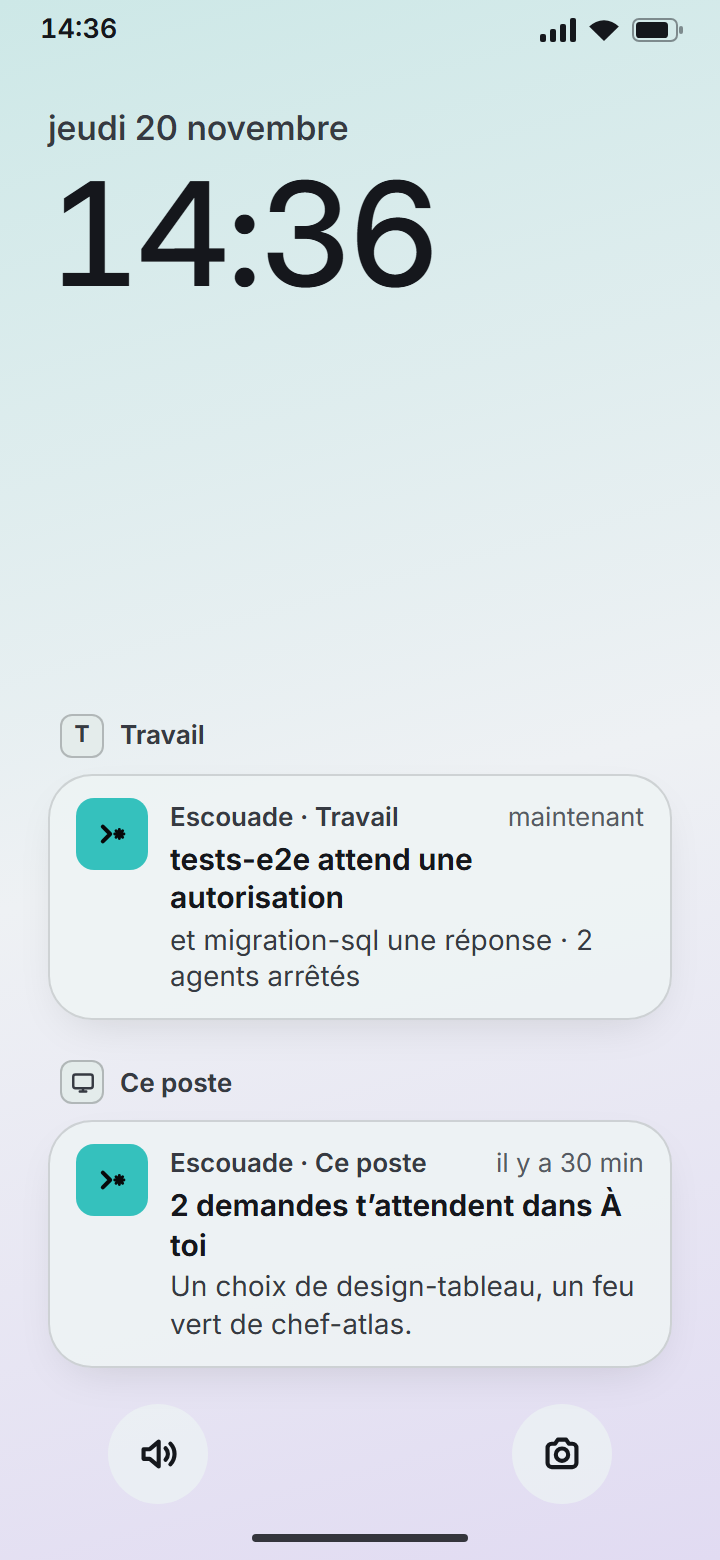 14:36
jeudi 20 novembre
14:36
T Travail
Escouade · Travail maintenant
tests-e2e attend une
autorisation
et migration-sql une réponse · 2
agents arrêtés
Ce poste
Escouade · Ce poste il y a 30 min
2 demandes t’attendent dans À
toi
Un choix de design-tableau, un feu
vert de chef-atlas.